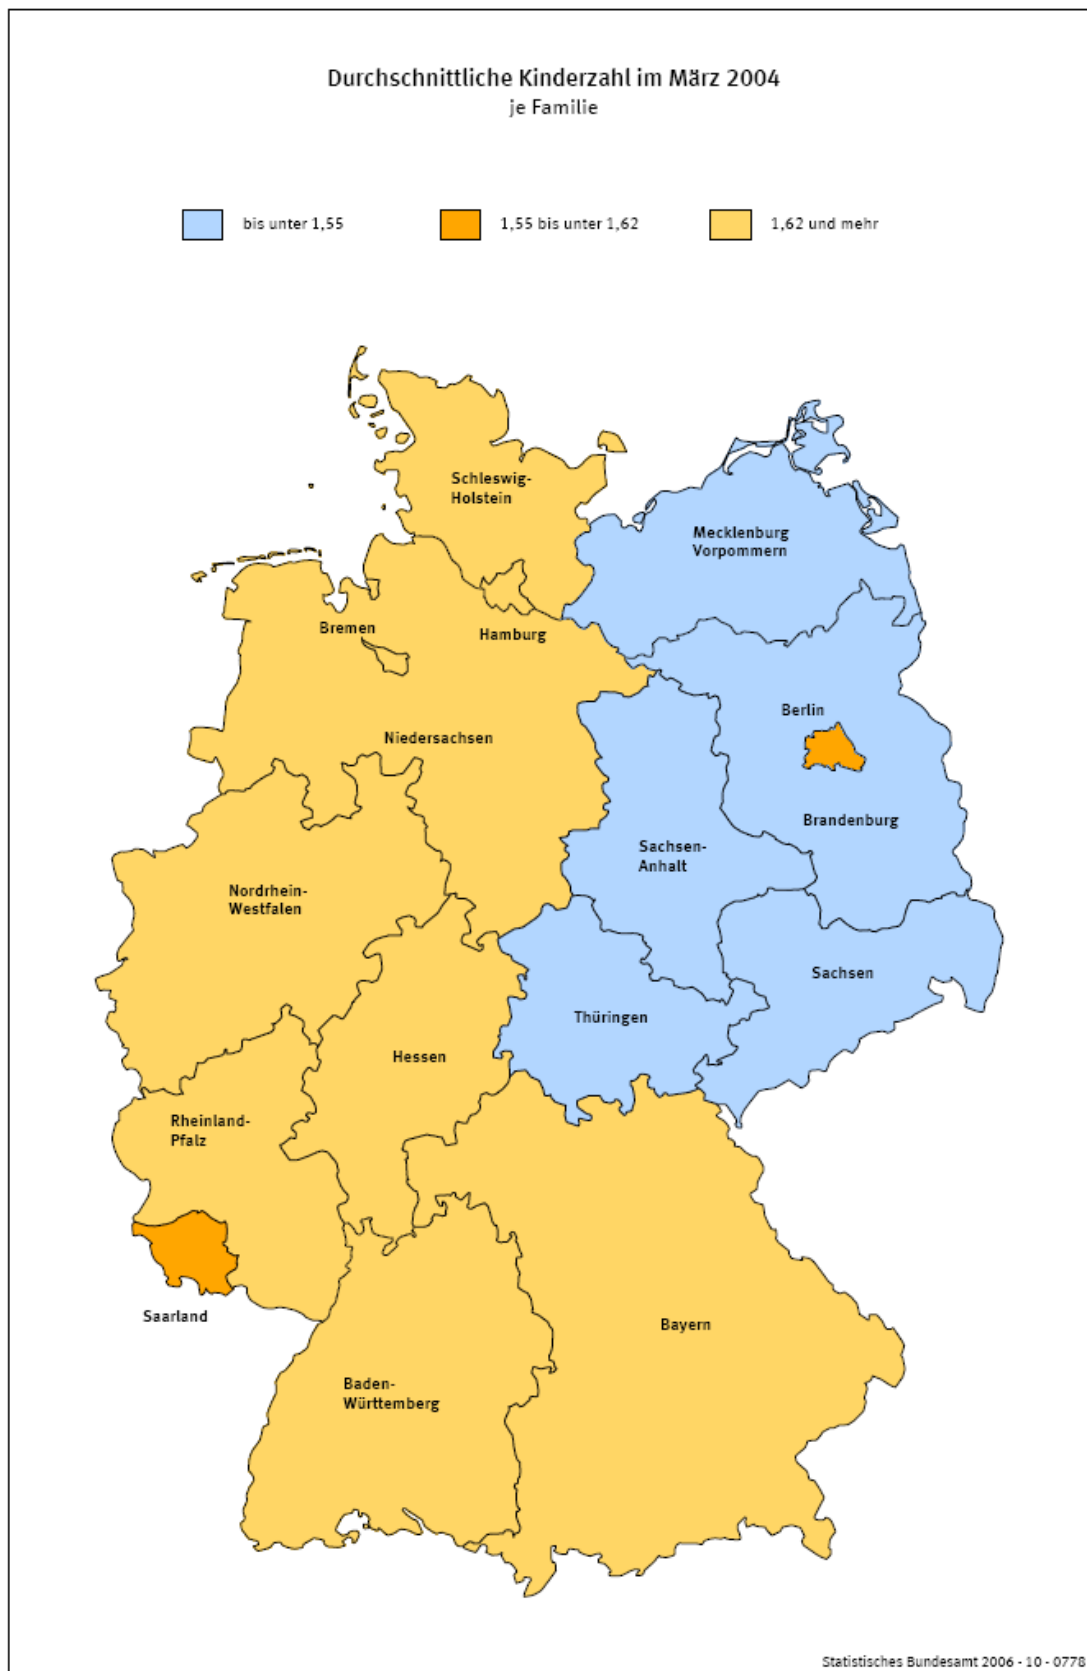 Durchschnittliche Kinderzahl im März 2004
je Familie
bis unter 1,55
1,55 bis unter 1,62
1,62 und mehr
Schleswig-
Holstein
Mecklenburg
Vorpommern
Bremen
Hamburg
Berlin
Niedersachsen
Brandenburg
Sachsen-
Anhalt
Nordrhein-
Westfalen
Sachsen
Thüringen
Hessen
Rheinland-
Pfalz
Saarland
Bayern
Baden-
Württemberg
Statistisches Bundesamt 2006 - 10 - 0778